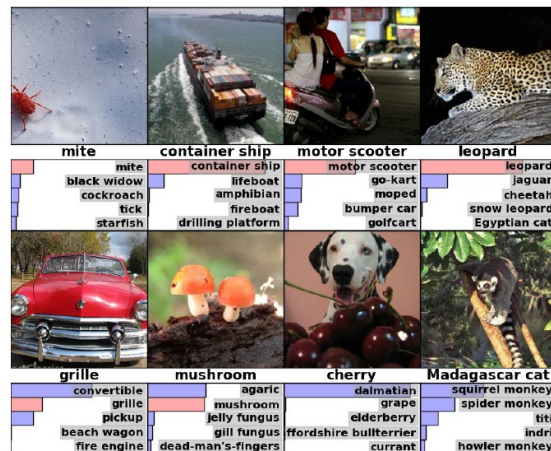 mite
container ship
motor scooter
leopard
mite
black widow
cockroach
tick
starfish
container ship
lifeboat
amphibian
fireboat
drilling platform
motor scooter
go-kart
moped
bumper car
golfcart
leopard
jaguar
cheetah
snow leopard
Egyptian cat
grille
mushroom
cherry
Madagascar cat
convertible
grille
pickup
beach wagon
fire engine
agaric
mushroom
jelly fungus
gill fungus
dead-man's-fingers
dalmatian
grape
elderberry
ffordshire bullterrier
currant
squirrel monkey
spider monkey
titi
indri
howler monkey